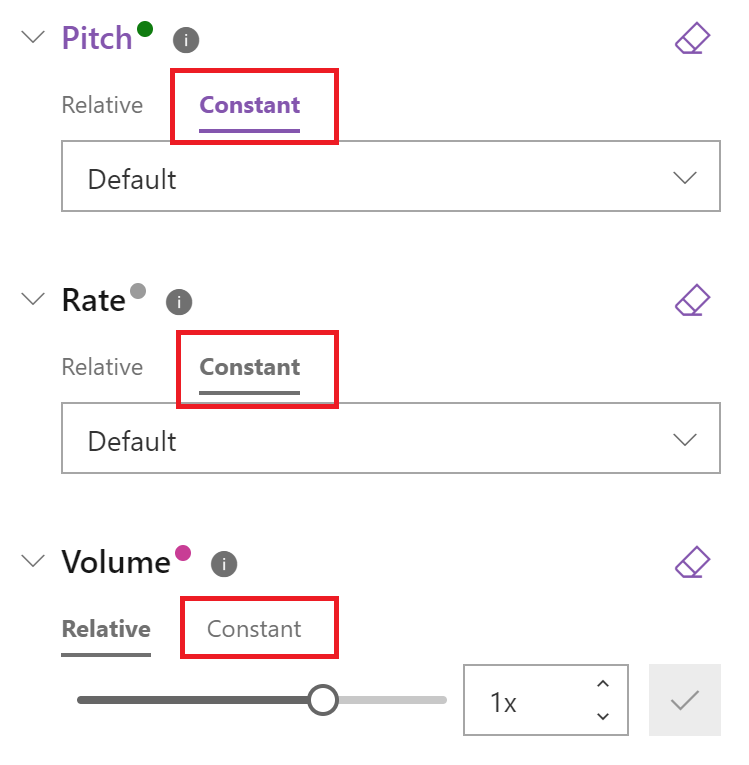 Pitch i
Relative Constant
Default
Rate i
Relative Constant
Default
Volume i
Relative Constant
1x